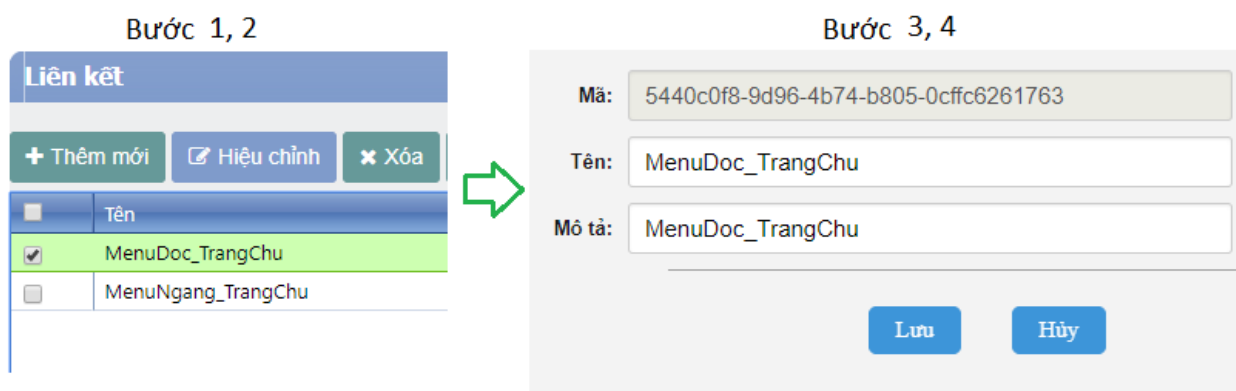 Bước 1, 2
Liên kết
Thêm mới Hiệu chỉnh Xóa
Tên
MenuDoc_TrangChu
MenuNgang_TrangChu
Bước 3, 4
Mã: 5440c0f8-9d96-4b74-b805-0cffc6261763
Tên: MenuDoc_TrangChu
Mô tả: MenuDoc_TrangChu
Lưu Hủy